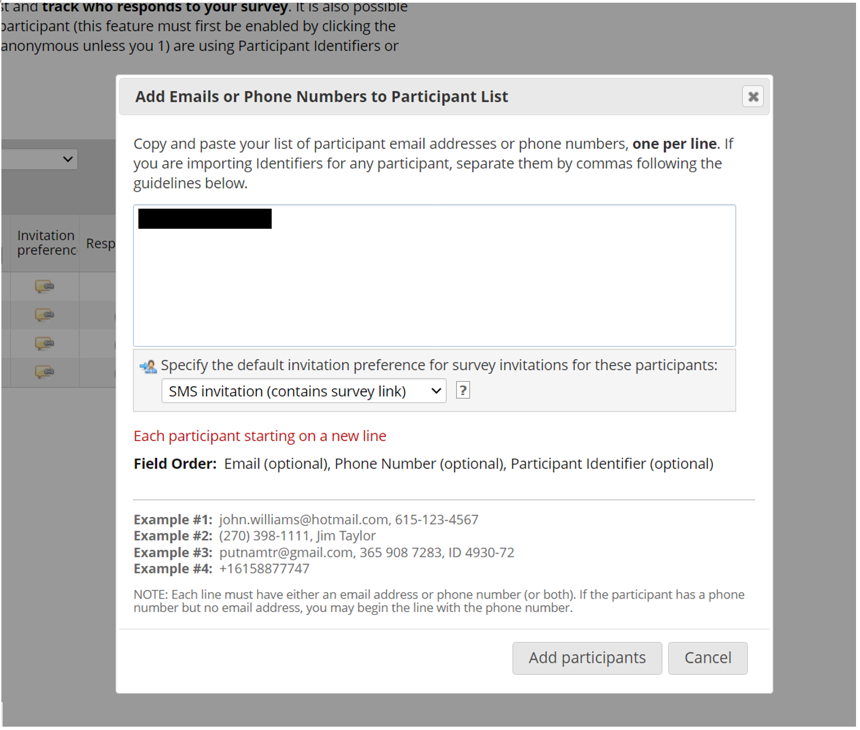 st and track who responds to your survey. It is also possible
participant (this feature must first be enabled by clicking the
anonymous unless you 1) are using Participant Identifiers or
Add Emails or Phone Numbers to Participant List
Copy and paste your list of participant email addresses or phone numbers, one per line. If
you are importing Identifiers for any participant, separate them by commas following the
guidelines below.
Invitation
preferenc
Resp
Specify the default invitation preference for survey invitations for these participants:
SMS invitation (contains survey link)
?
Each participant starting on a new line
Field Order: Email (optional), Phone Number (optional), Participant Identifier (optional)
Example #1: john.williams@hotmail.com, 615-123-4567
Example #2: (270) 398-1111, Jim Taylor
Example #3: putnamtr@gmail.com, 365 908 7283, ID 4930-72
Example #4: +16158877747
NOTE: Each line must have either an email address or phone number (or both). If the participant has a phone
number but no email address, you may begin the line with the phone number.
Add participants
Cancel